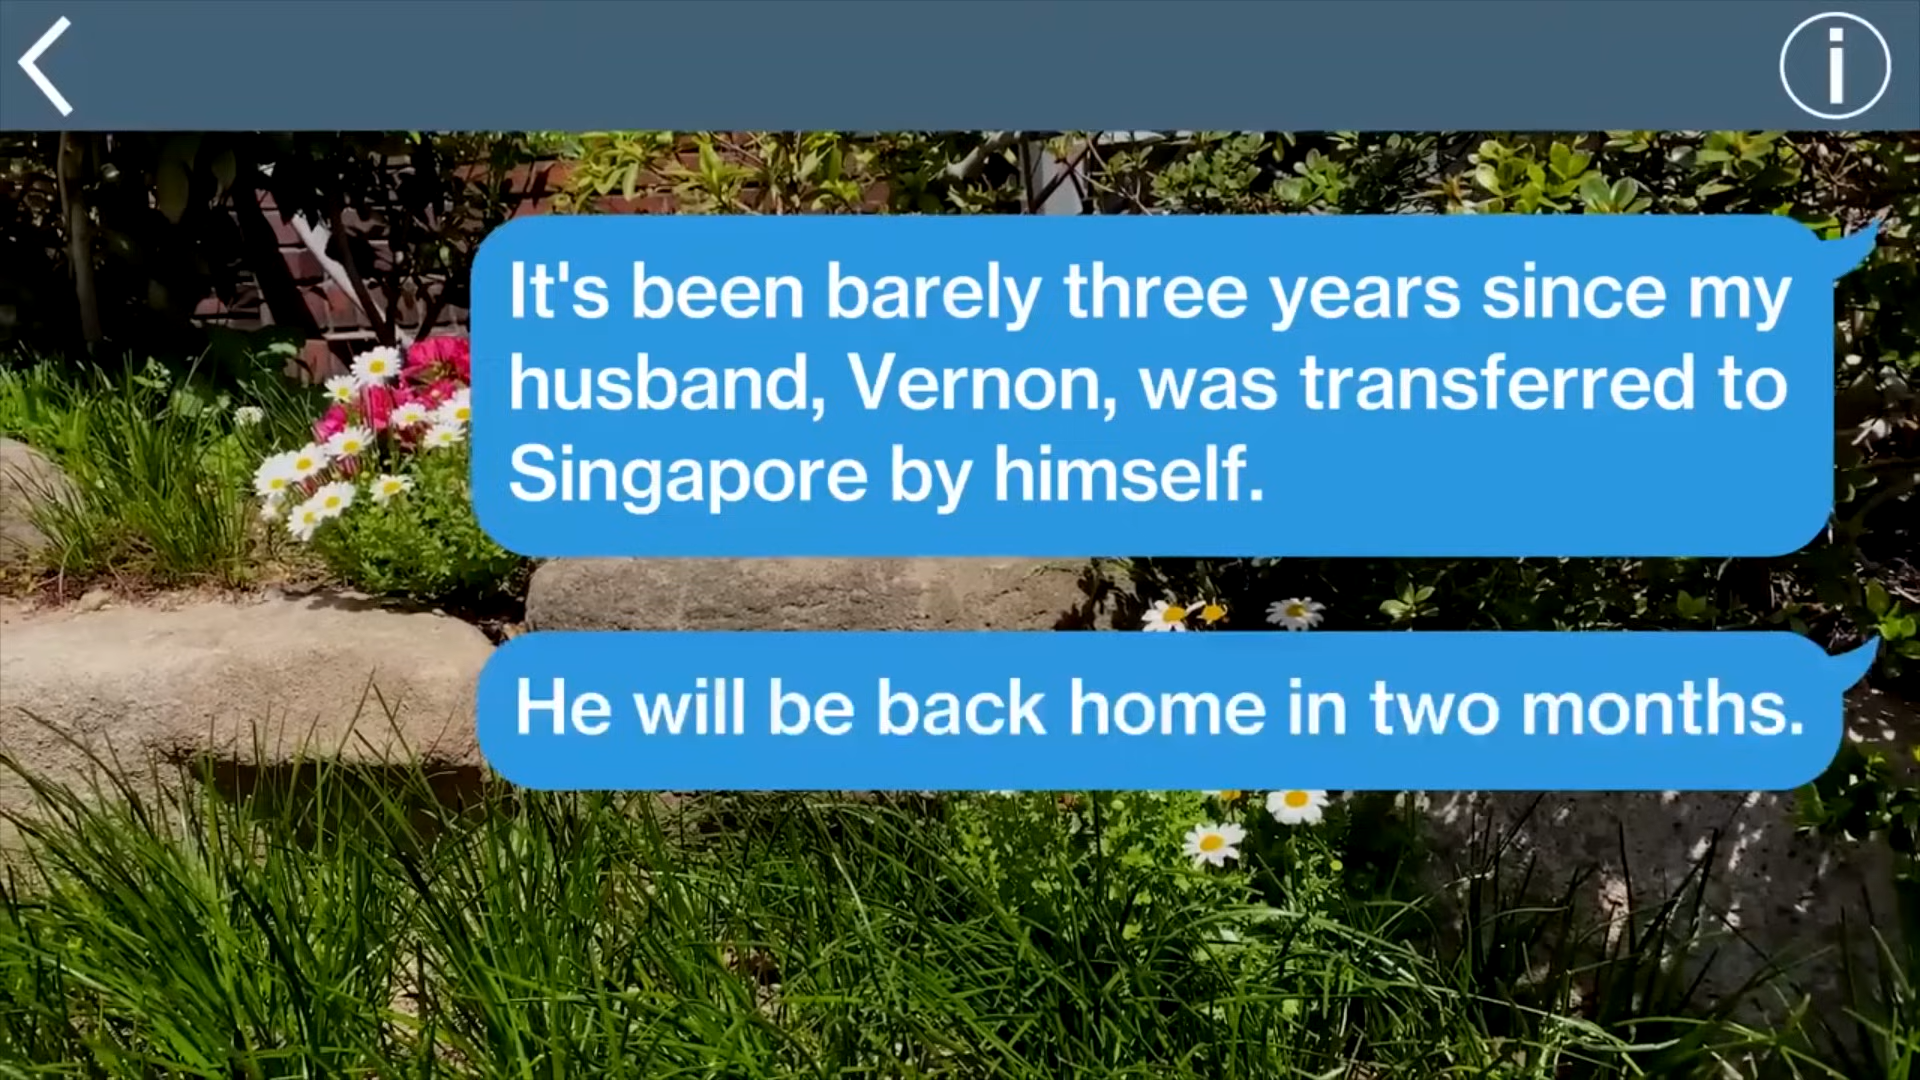 It's been barely three years since my
husband, Vernon, was transferred to
Singapore by himself.
He will be back home in two months.